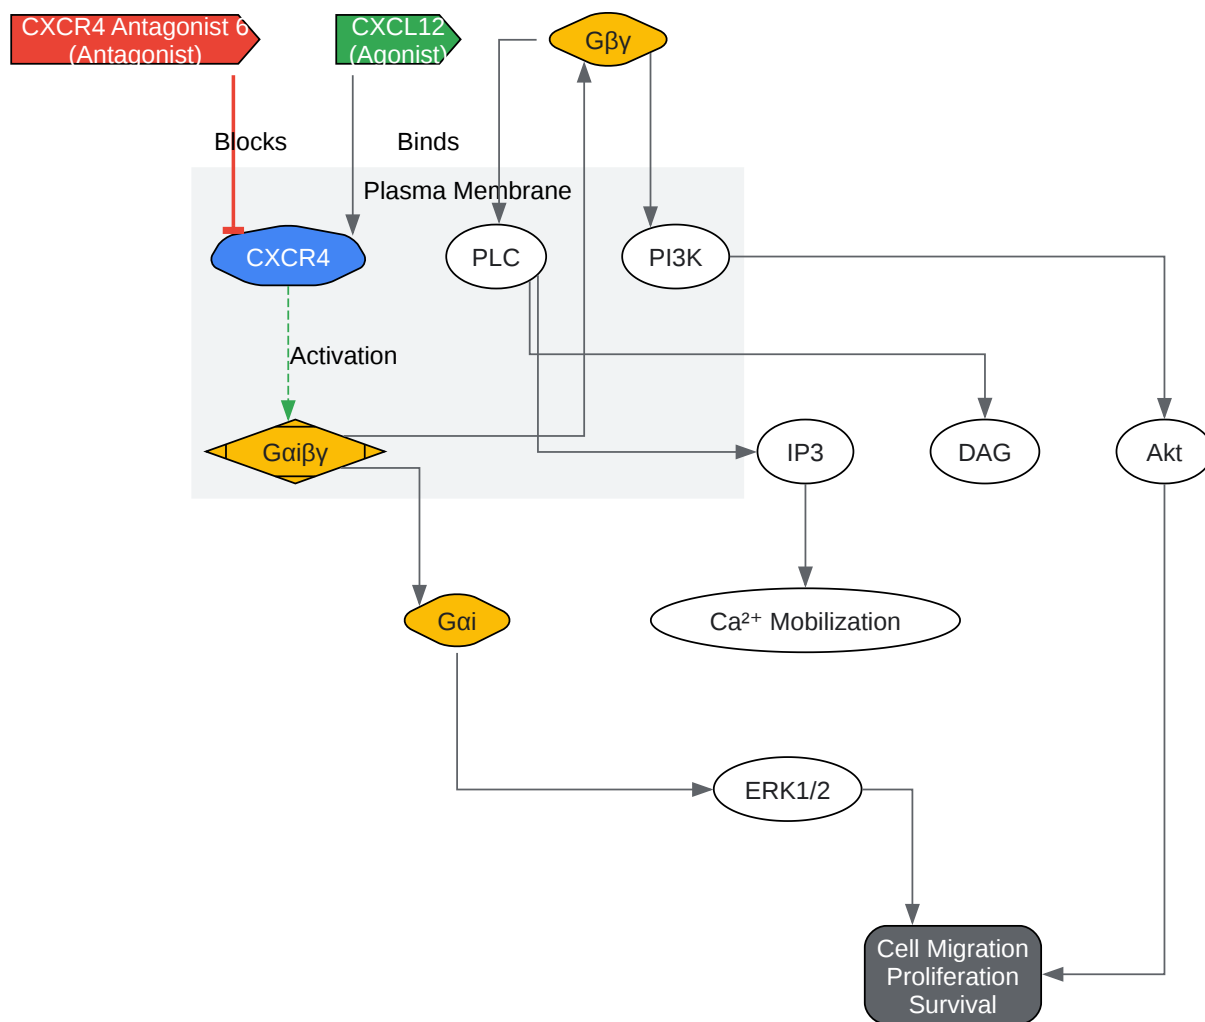 CXCR4 Antagonist 6
(Antagonist)
CXCL12
(Agonist)
Gβγ
Blocks
Binds
Plasma Membrane
CXCR4
PLC
PI3K
Activation
Gαiβγ
IP3
DAG
Akt
Gαi
Ca²⁺ Mobilization
ERK1/2
Cell Migration
Proliferation
Survival